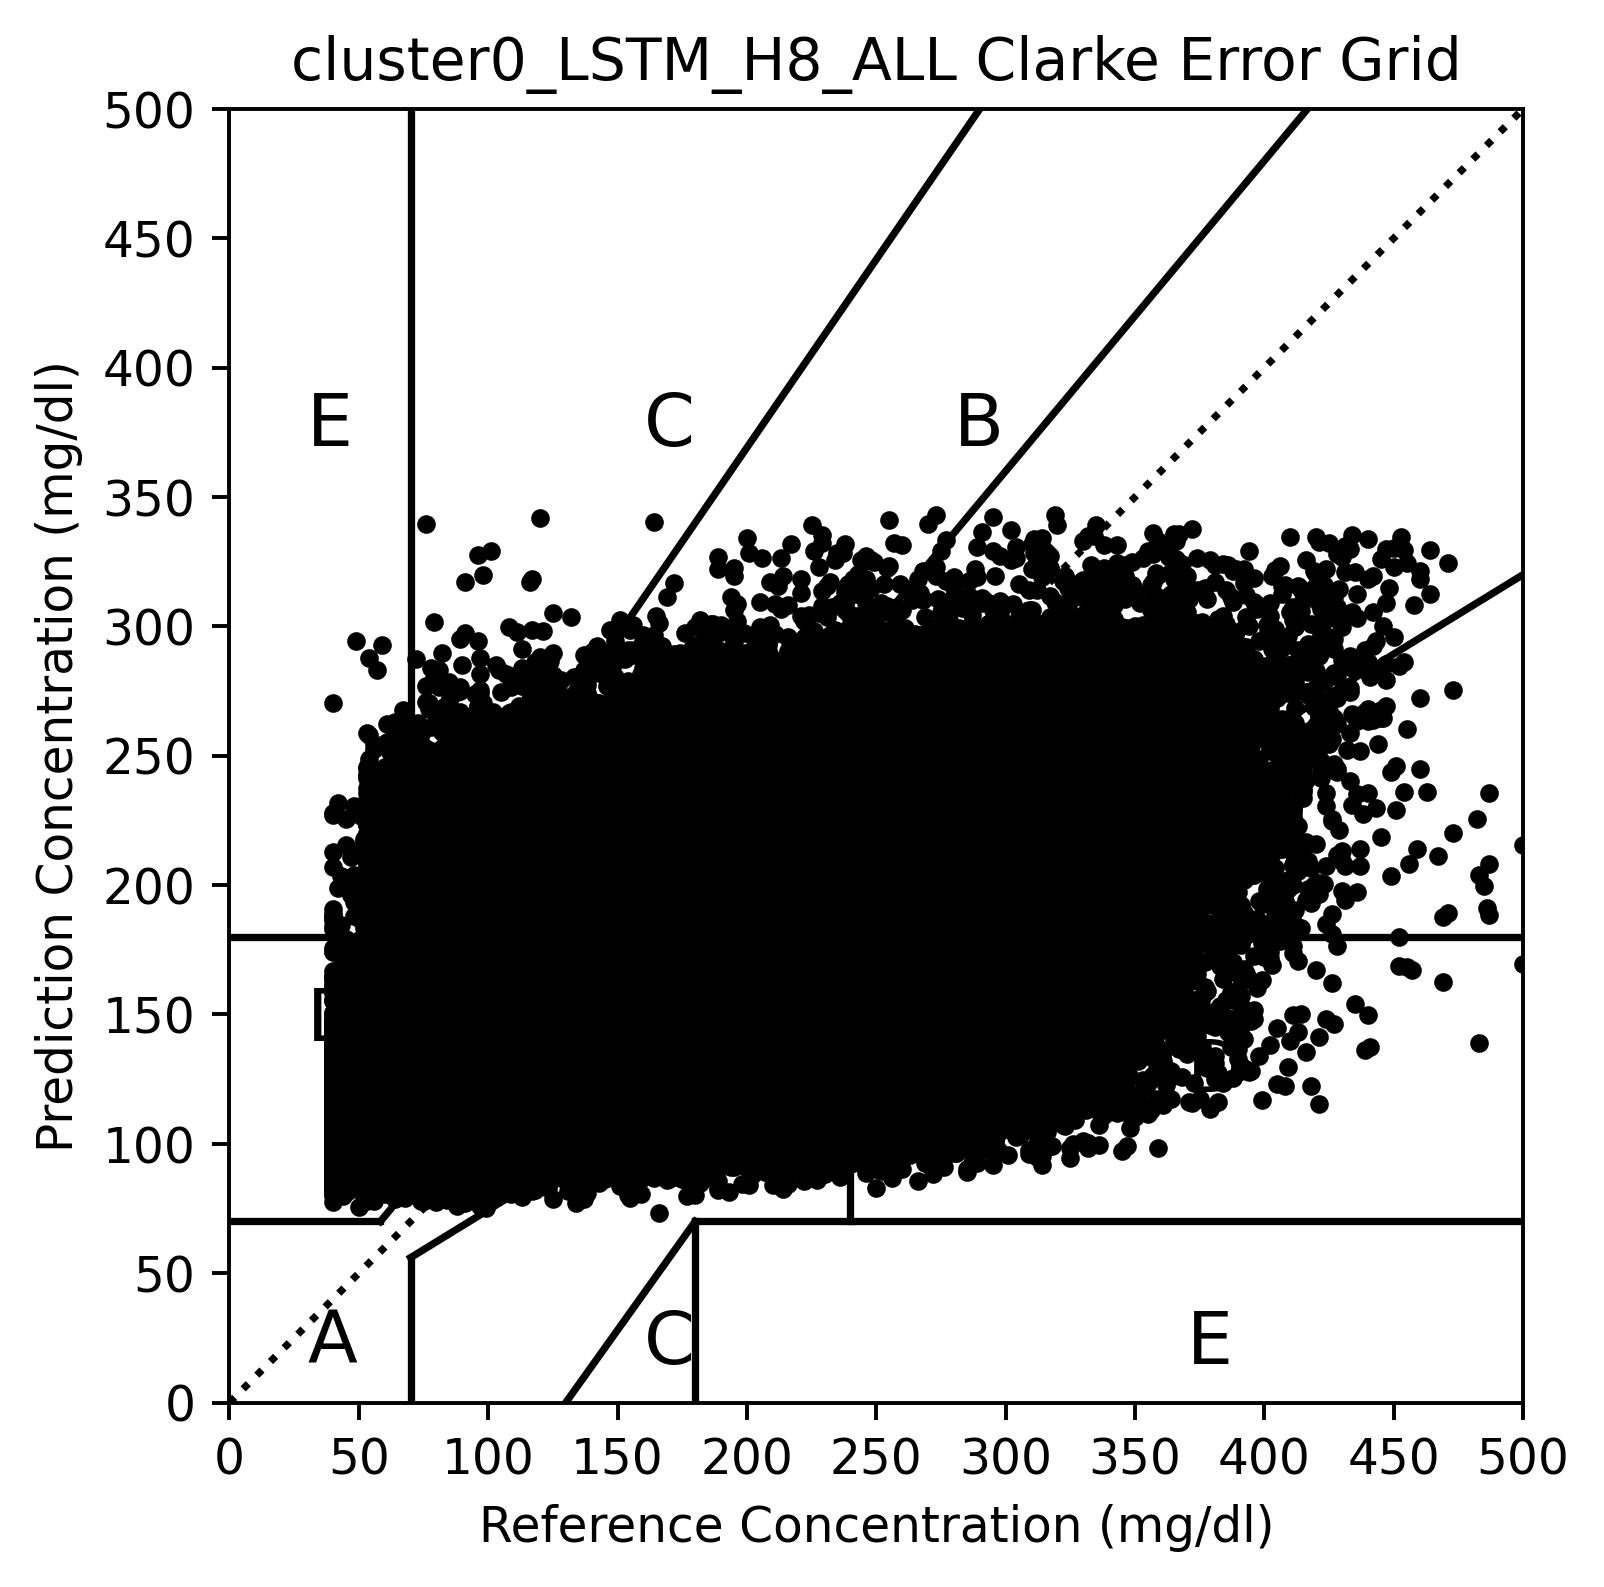 cluster0_LSTM_H8_ALL Clarke Error Grid
500
450
400
350
300
250
200
150
100
50
0
Prediction Concentration (mg/dl)
E
C
B
A
C
E
0 50 100 150 200 250 300 350 400 450 500
Reference Concentration (mg/dl)